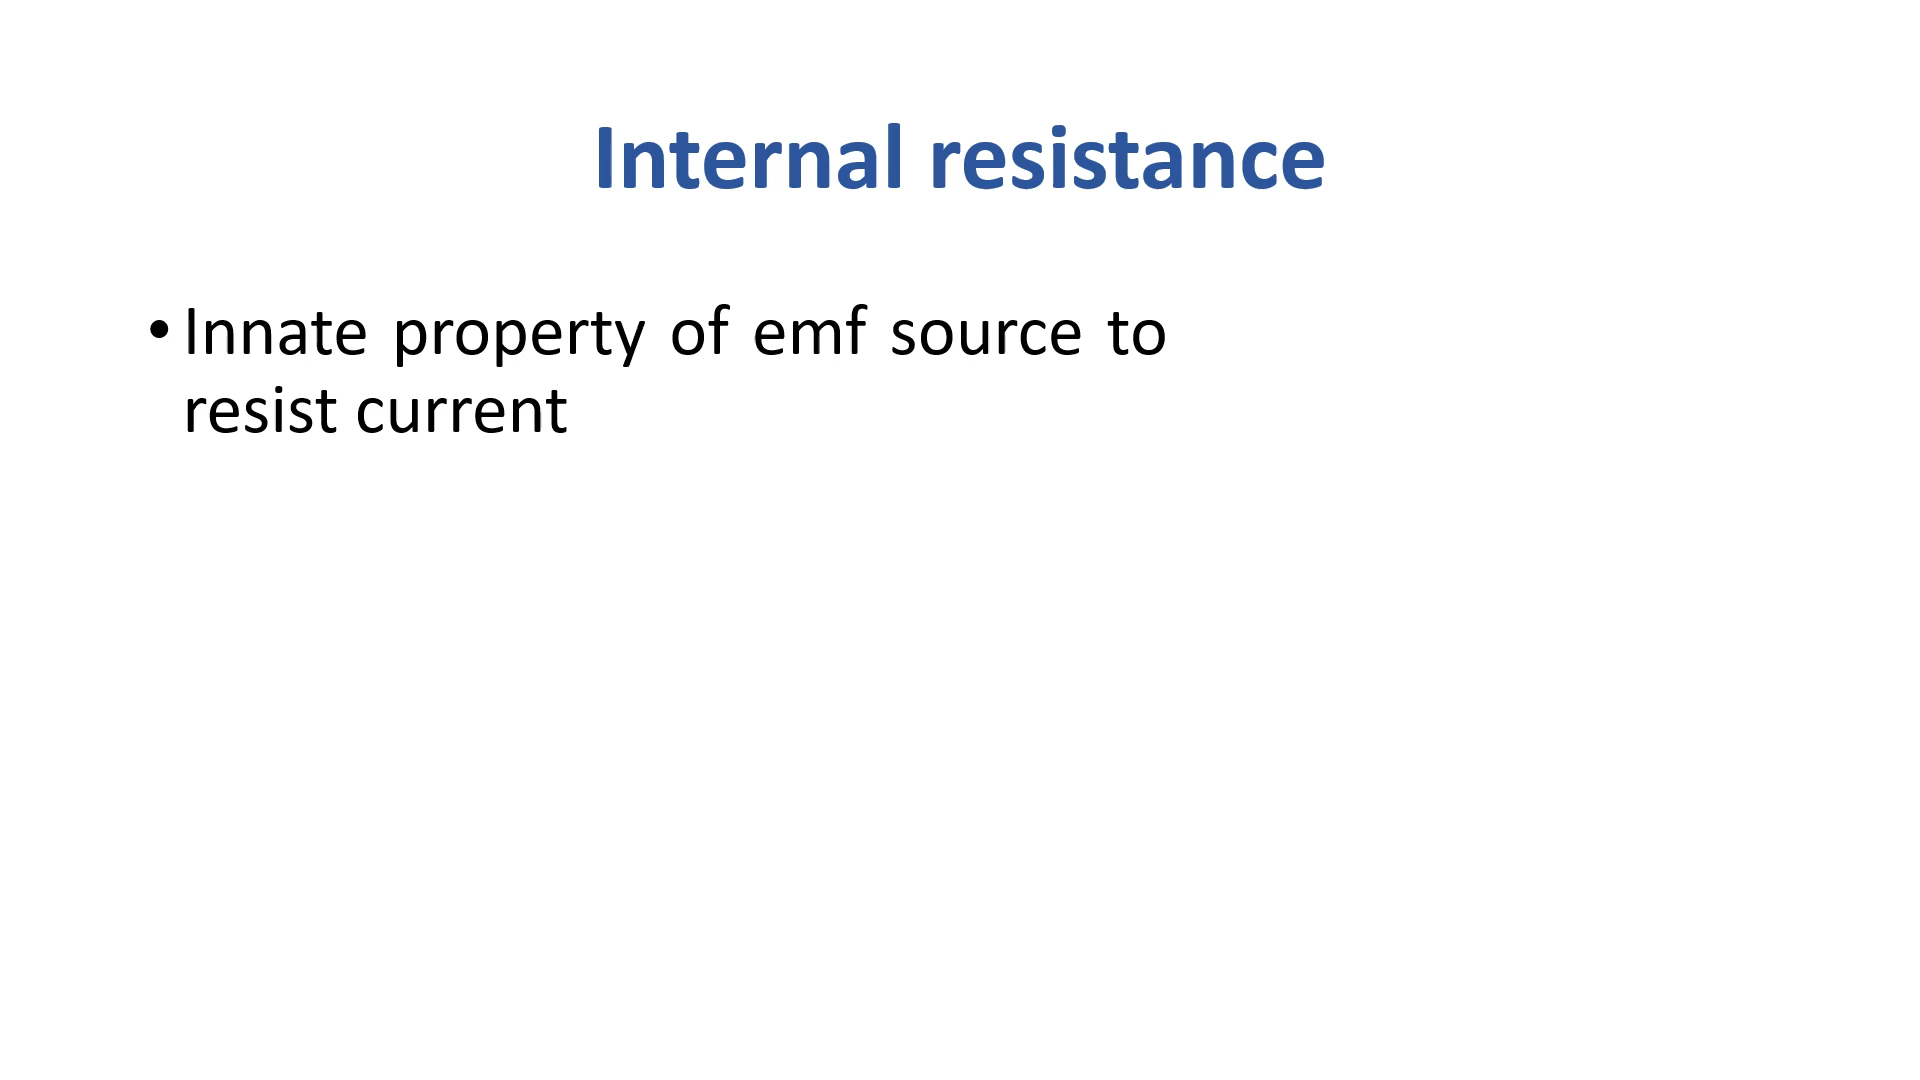 Internal resistance
• Innate property of emf source to
resist current